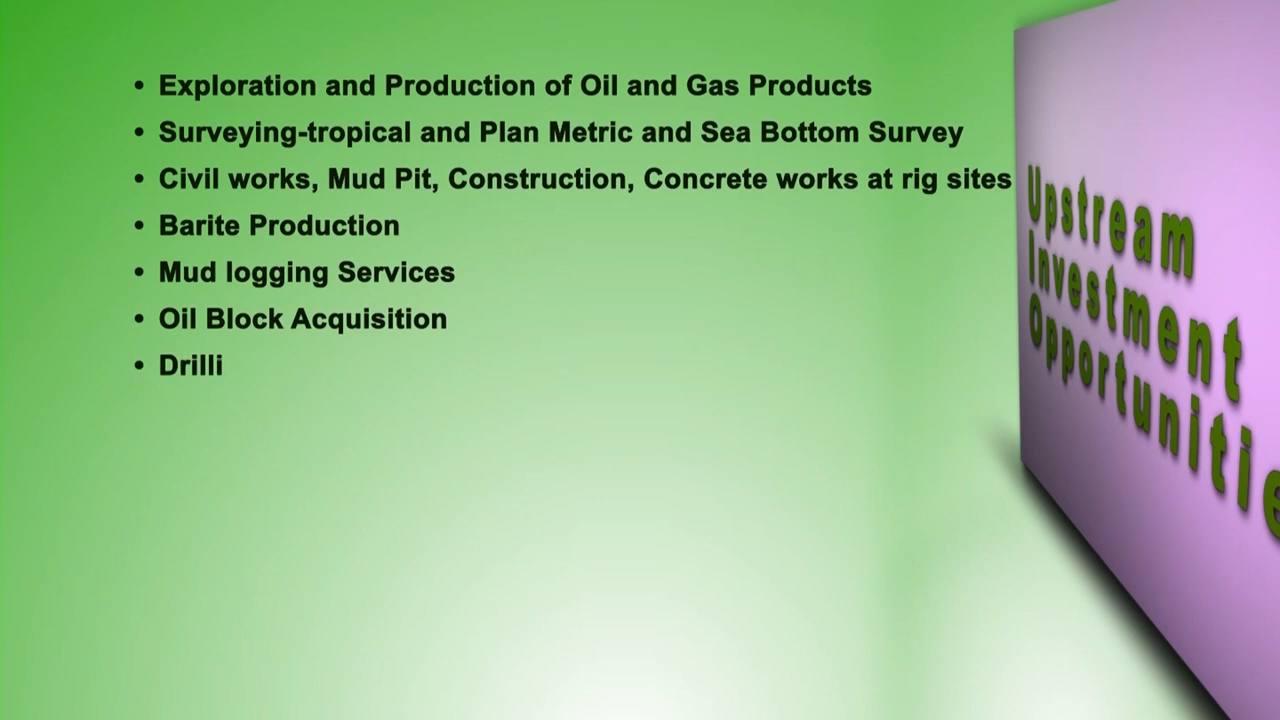 • Exploration and Production of Oil and Gas Products
• Surveying-tropical and Plan Metric and Sea Bottom Survey
• Civil works, Mud Pit, Construction, Concrete works at rig sites
• Barite Production
• Mud logging Services
• Oil Block Acquisition
• Drilli
Upstream
Investment
Opportunitie